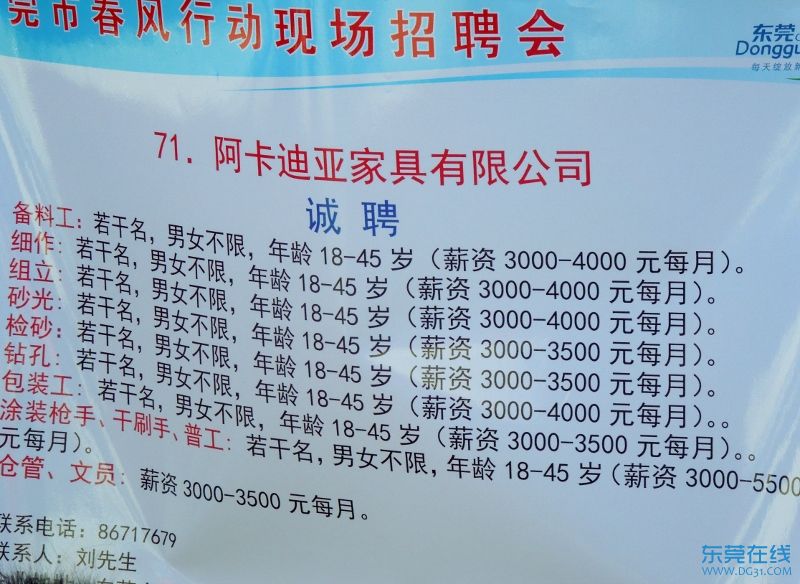 莞市春风行动现场招聘会
东莞
Donggu
每天绽放新
71. 阿卡迪亚家具有限公司
诚 聘
备料工：若干名，男女不限，年龄 18-45 岁（薪资 3000-4000 元每月）。
细作：若干名，男女不限，年龄 18-45 岁（薪资 3000-4000 元每月）。
组立：若干名，男女不限，年龄 18-45 岁（薪资 3000-4000 元每月）。
砂光：若干名，男女不限，年龄 18-45 岁（薪资 3000-3500 元每月）。
检砂：若干名，男女不限，年龄 18-45 岁（薪资 3000-3500 元每月）。
钻孔：若干名，男女不限，年龄 18-45 岁（薪资 3000-4000 元每月）。。
包装工：若干名，男女不限，年龄 18-45 岁（薪资 3000-3500 元每月）。。
涂装枪手、干刷手、普工：若干名，男女不限，年龄 18-45 岁（薪资 3000-5500
元每月）。
仓管、文员：薪资 3000-3500 元每月。
联系电话：86717679
联系人：刘先生
东莞在线
WWW.DG31.COM